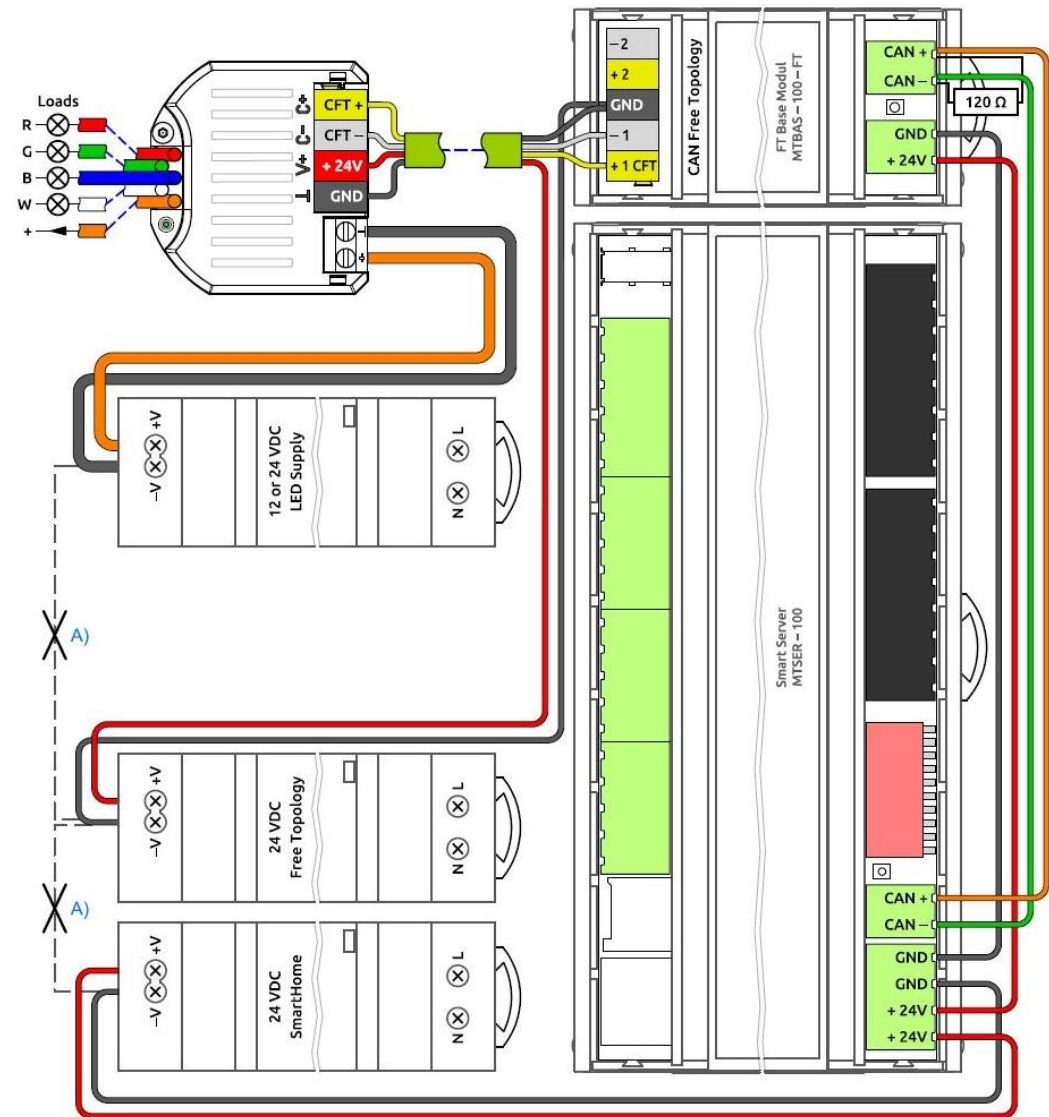 Loads
R
G
B
W
+
C+
C−
V+
⊥
CFT +
CFT −
+ 24V
GND
⊥
+
− 2
+ 2
GND
− 1
+ 1 CFT
CAN Free Topology
FT Base Modul
MTBAS − 100 − FT
CAN +
CAN −
120 Ω
GND
+ 24V
−V
+V
12 or 24 VDC
LED Supply
N
L
A)
−V
+V
24 VDC
Free Topology
N
L
A)
−V
+V
24 VDC
SmartHome
N
L
Smart Server
MTSER − 100
CAN +
CAN −
GND
GND
+ 24V
+ 24V